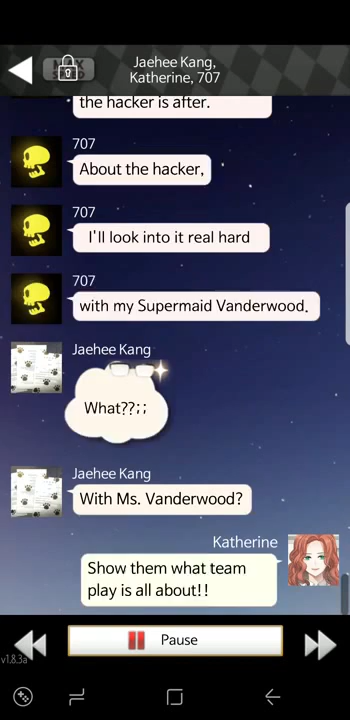 Jaehee Kang,
Katherine, 707
the hacker is after.
707
About the hacker,
707
I'll look into it real hard
707
with my Supermaid Vanderwood.
Jaehee Kang
What??;;
Jaehee Kang
With Ms. Vanderwood?
Katherine
Show them what team
play is all about!!
Pause
v1.8.3a